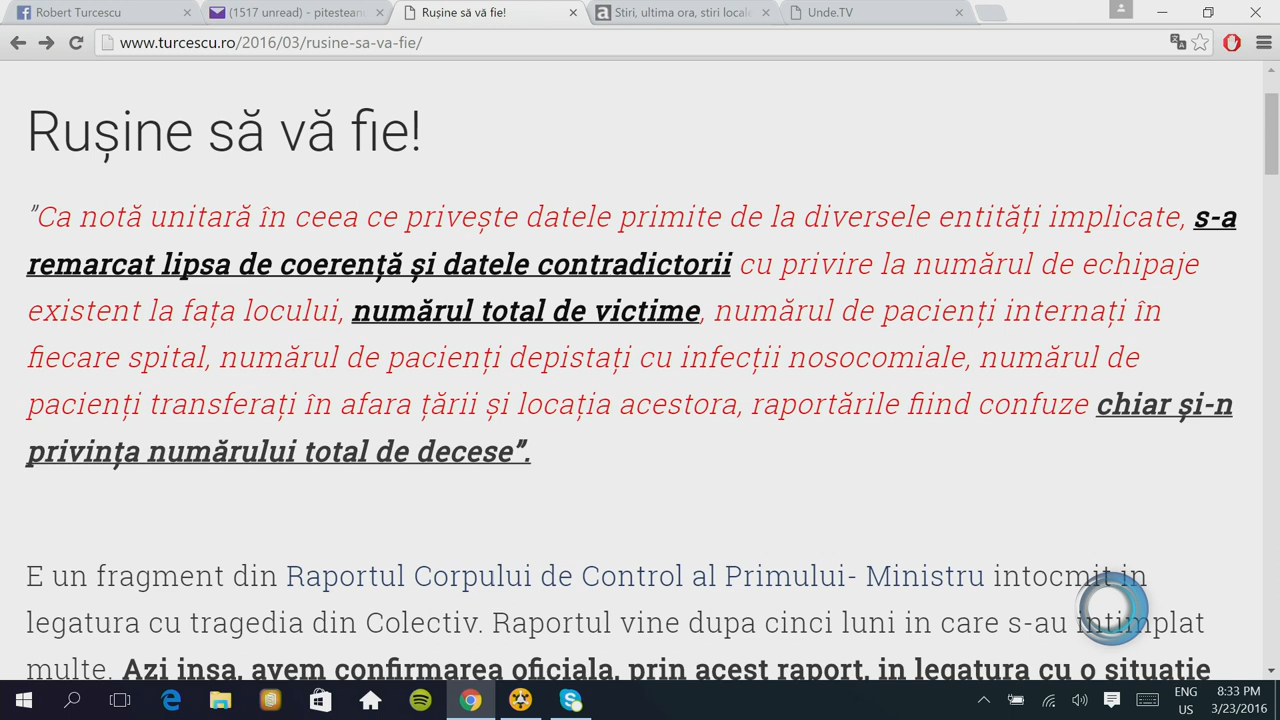 Robert Turcescu
(1517 unread) - pitestean
Rușine să vă fie!
Stiri, ultima ora, stiri locale
Unde.TV
www.turcescu.ro/2016/03/rusine-sa-va-fie/
Rușine să vă fie!
”Ca notă unitară în ceea ce privește datele primite de la diversele entități implicate, s-a
remarcat lipsa de coerență și datele contradictorii cu privire la numărul de echipaje
existent la fața locului, numărul total de victime, numărul de pacienți internați în
fiecare spital, numărul de pacienți depistați cu infecții nosocomiale, numărul de
pacienți transferați în afara țării și locația acestora, raportările fiind confuze chiar și-n
privința numărului total de decese”.
E un fragment din Raportul Corpului de Control al Primului- Ministru intocmit in
legatura cu tragedia din Colectiv. Raportul vine dupa cinci luni in care s-au intimplat
multe. Azi insa, avem confirmarea oficiala, prin acest raport, in legatura cu o situatie
ENG
US
8:33 PM
3/23/2016